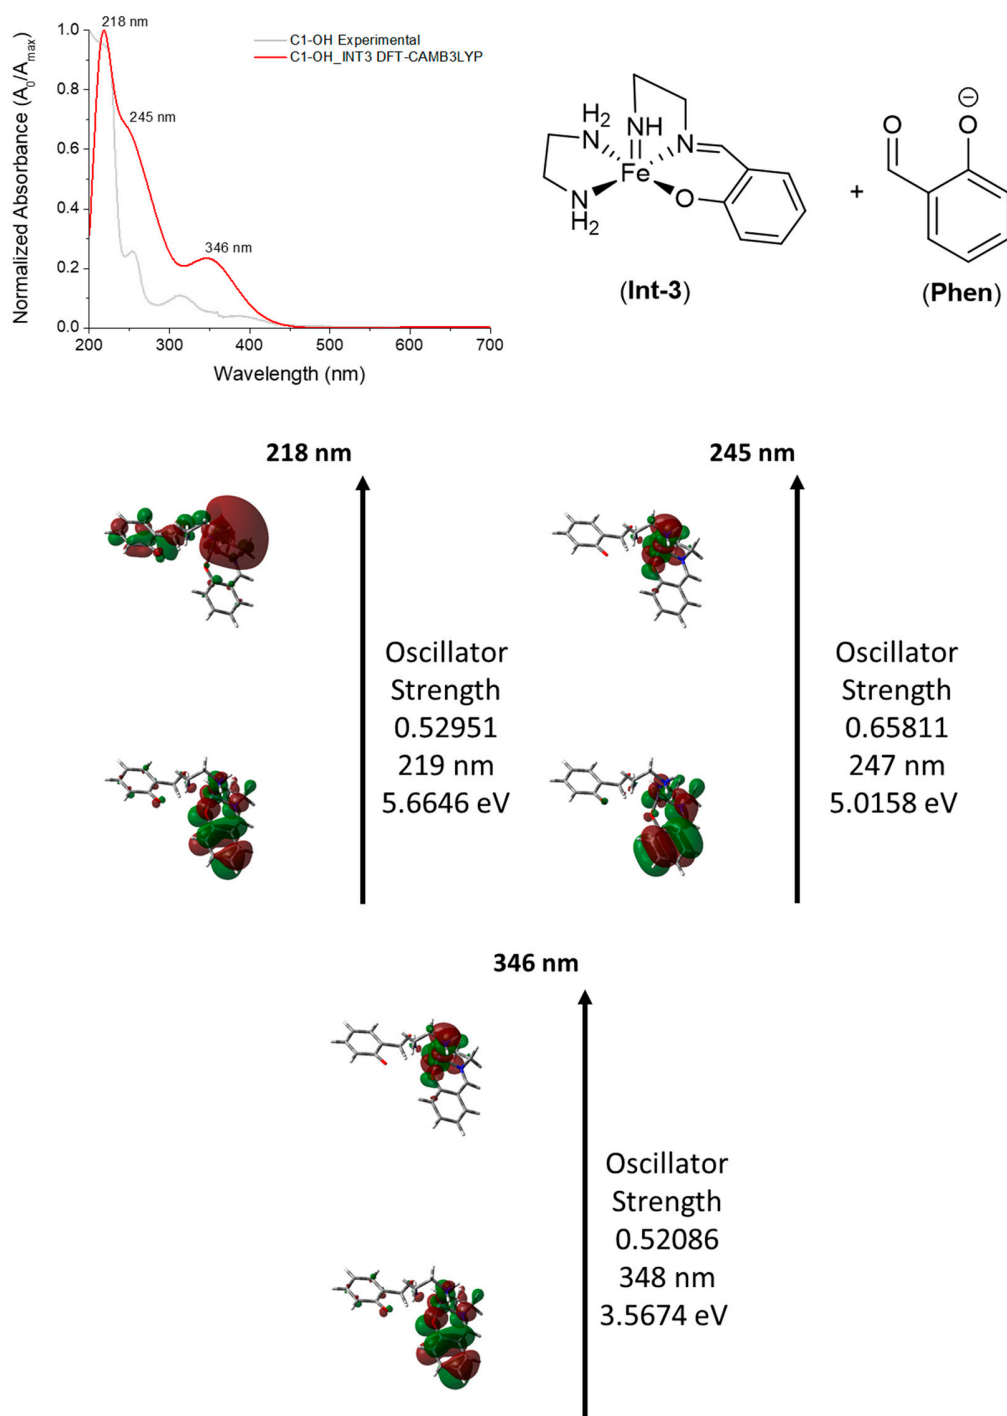 218 nm
C1-OH Experimental
C1-OH_INT3 DFT-CAMB3LYP
245 nm
346 nm
Normalized Absorbance (A0/Amax)
1.0
0.8
0.6
0.4
0.2
0.0
200 300 400 500 600 700
Wavelength (nm)
H2
N
NH
N
Fe
N
H2
O
(Int-3)
+
O
O
⊖
(Phen)
218 nm
Oscillator
Strength
0.52951
219 nm
5.6646 eV
245 nm
Oscillator
Strength
0.65811
247 nm
5.0158 eV
346 nm
Oscillator
Strength
0.52086
348 nm
3.5674 eV